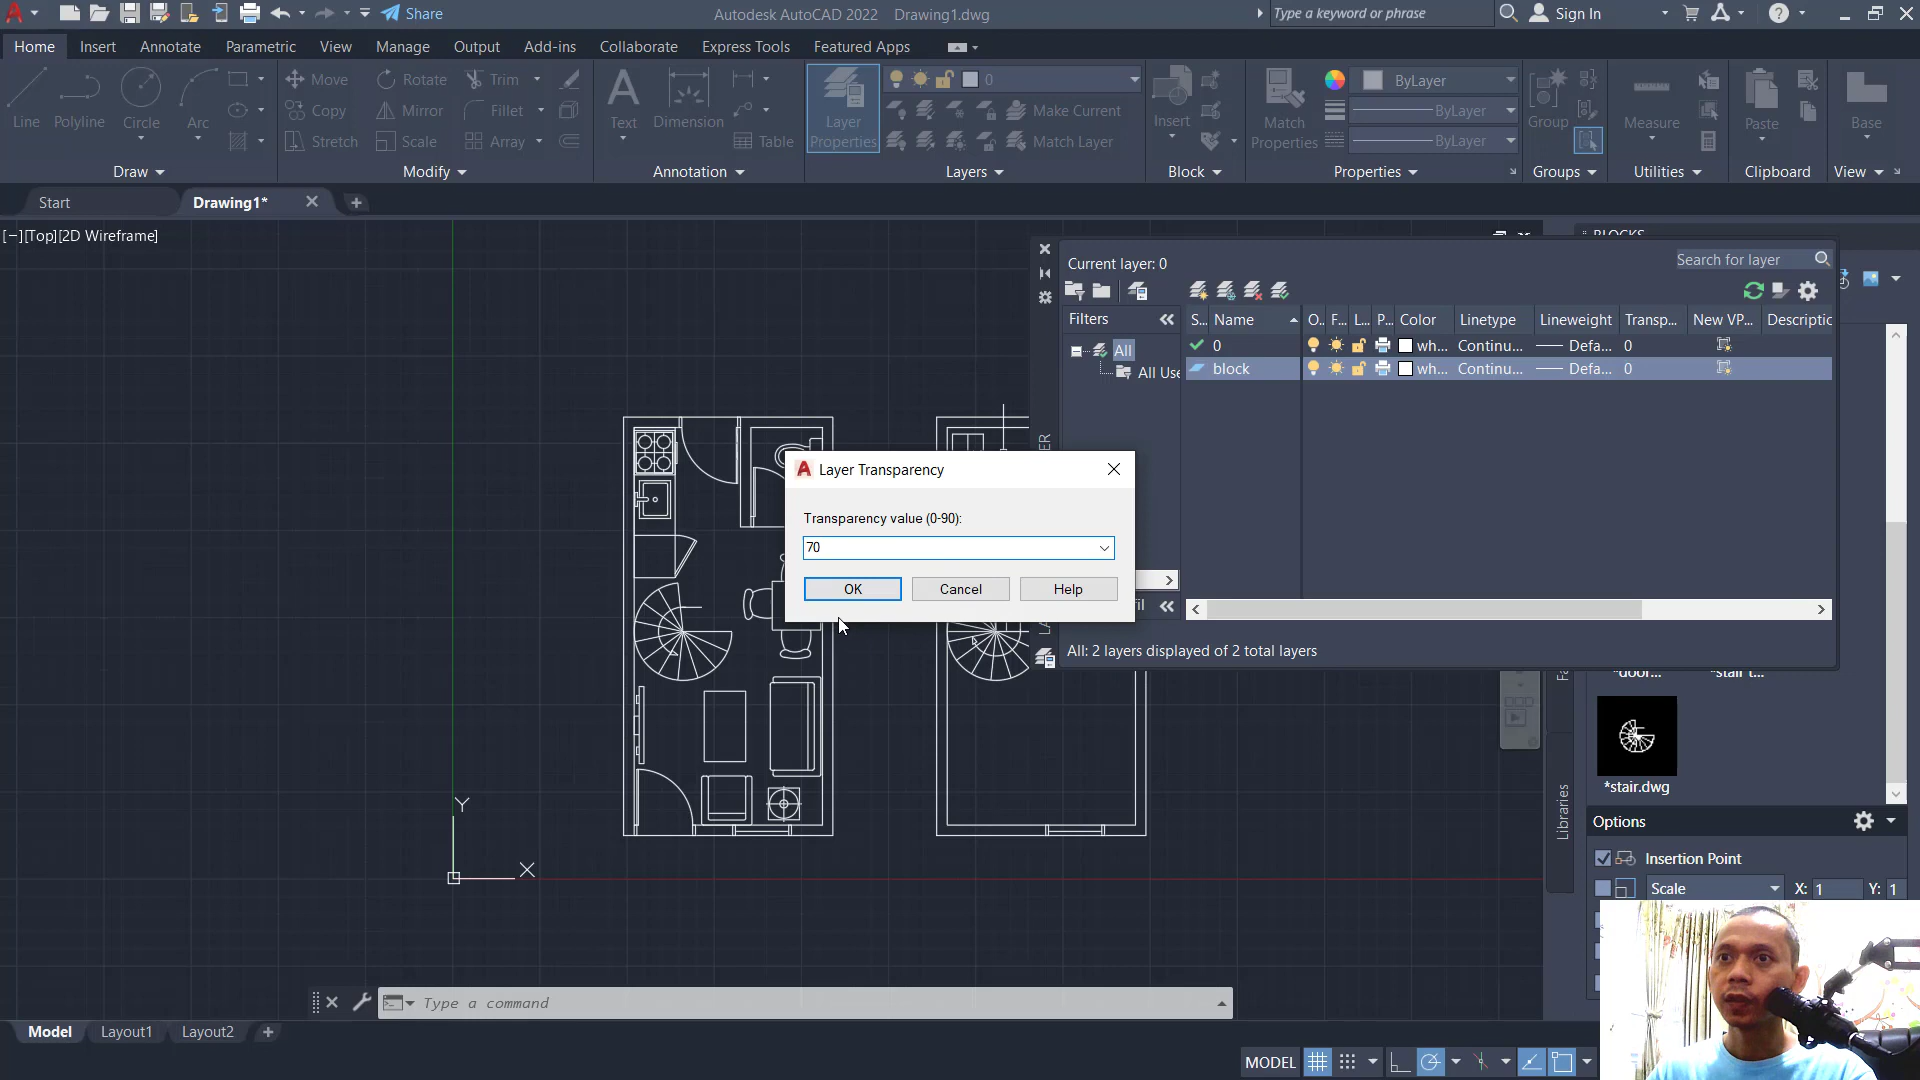 Share
Autodesk AutoCAD 2022 Drawing1.dwg
Type a keyword or phrase
Sign In
Home Insert Annotate Parametric View Manage Output Add-ins Collaborate Express Tools Featured Apps
Line Polyline Circle Arc
Move Rotate Trim
Copy Mirror Fillet
Stretch Scale Array
Text Dimension Table
Layer Properties
0
Make Current
Match Layer
Insert
Match Properties
ByLayer
ByLayer
ByLayer
Group Measure Paste Base
Draw Modify Annotation Layers Block Properties Groups Utilities Clipboard View
Start Drawing1*
[−][Top][2D Wireframe]
BLOCKS
Current layer: 0
Search for layer
Filters
S.. Name O.. F... L... P... Color Linetype Lineweight Transp... New VP... Descriptic
All
All Use
0 wh... Continu... Defa... 0
block wh... Continu... Defa... 0
Layer Transparency
Transparency value (0-90):
70
OK Cancel Help
All: 2 layers displayed of 2 total layers
*door... *stair t...
*stair.dwg
Libraries
Options
Insertion Point
Scale X: 1 Y: 1
Y
X
Type a command
Model Layout1 Layout2
MODEL